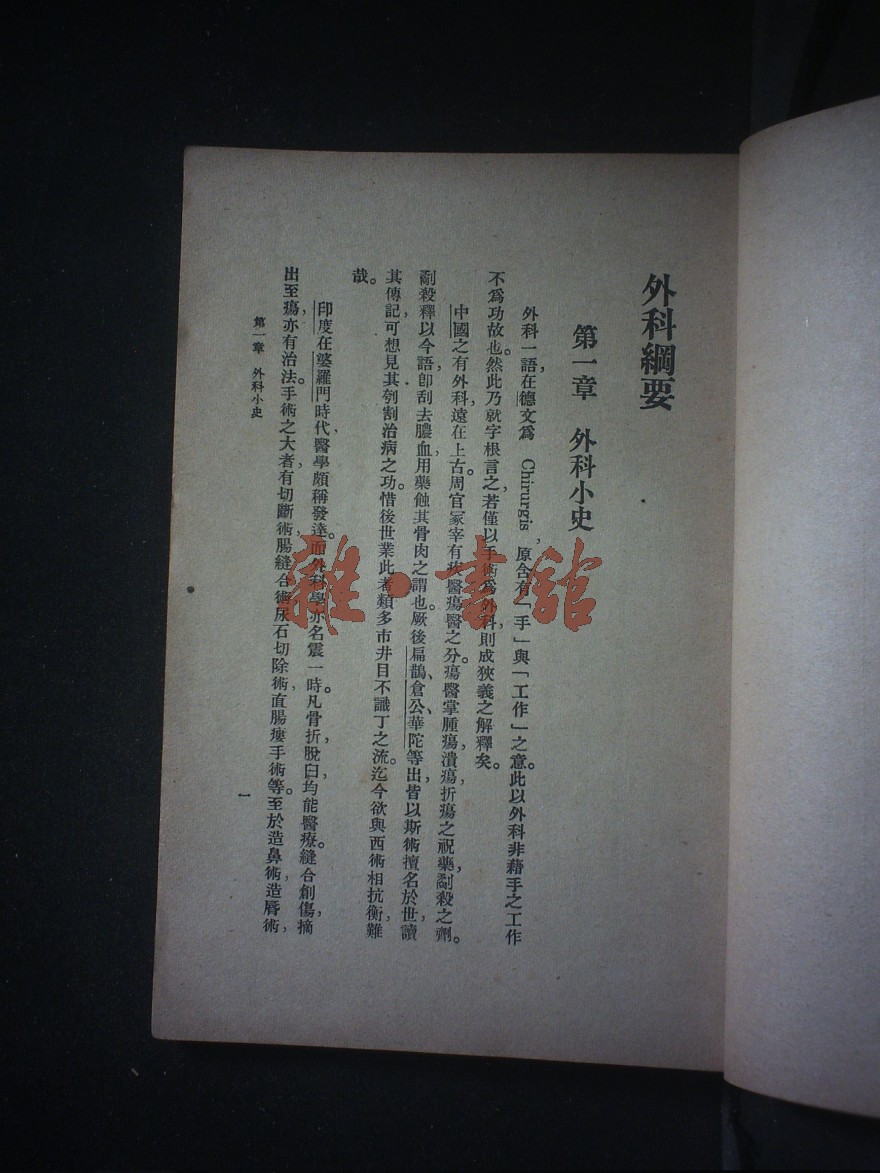 外科綱要
第一章　外科小史
外科一語，在德文爲 Chirurgis，原含有「手」與「工作」之意。此以外科非藉手之工作
不爲功故也。然此乃就字根言之，若僅以手術爲外科，則成狹義之解釋矣。
中國之有外科，遠在上古。周官冢宰有疾醫瘍醫之分。瘍醫掌腫瘍，潰瘍，折瘍之祝藥，劀殺之劑。
劀殺釋以今語，卽刮去膿血，用藥蝕其骨肉之謂也。厥後扁鵲、倉公、華陀等出，皆以斯術擅名於世，讀
其傳記，可想見其刳割治病之功。惜後世業此者，類多市井目不識丁之流。迄今欲與西術相抗衡，難
哉。
印度在婆羅門時代，醫學頗稱發達。而外科學亦名震一時。凡骨折脫臼，均能醫療。縫合創傷，摘
出至瘍，亦有治法。手術之大者，有切斷術，腸縫合術，尿石切除術，直腸瘻手術等。至於造鼻術，造唇術，
第一章　外科小史
一
雜·書館